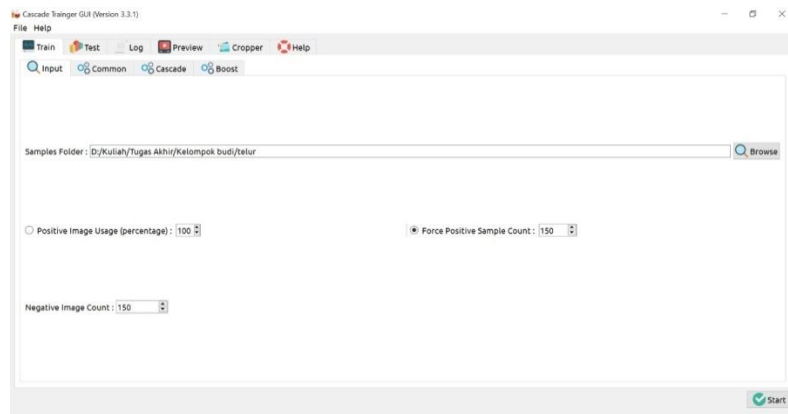 Cascade Trainger GUI (Version 3.3.1)
File Help
Train Test Log Preview Cropper Help
Input Common Cascade Boost
Samples Folder : D:/Kuliah/Tugas Akhir/Kelompok budi/telur Browse
Positive Image Usage (percentage) : 100 Force Positive Sample Count : 150
Negative Image Count : 150
Start